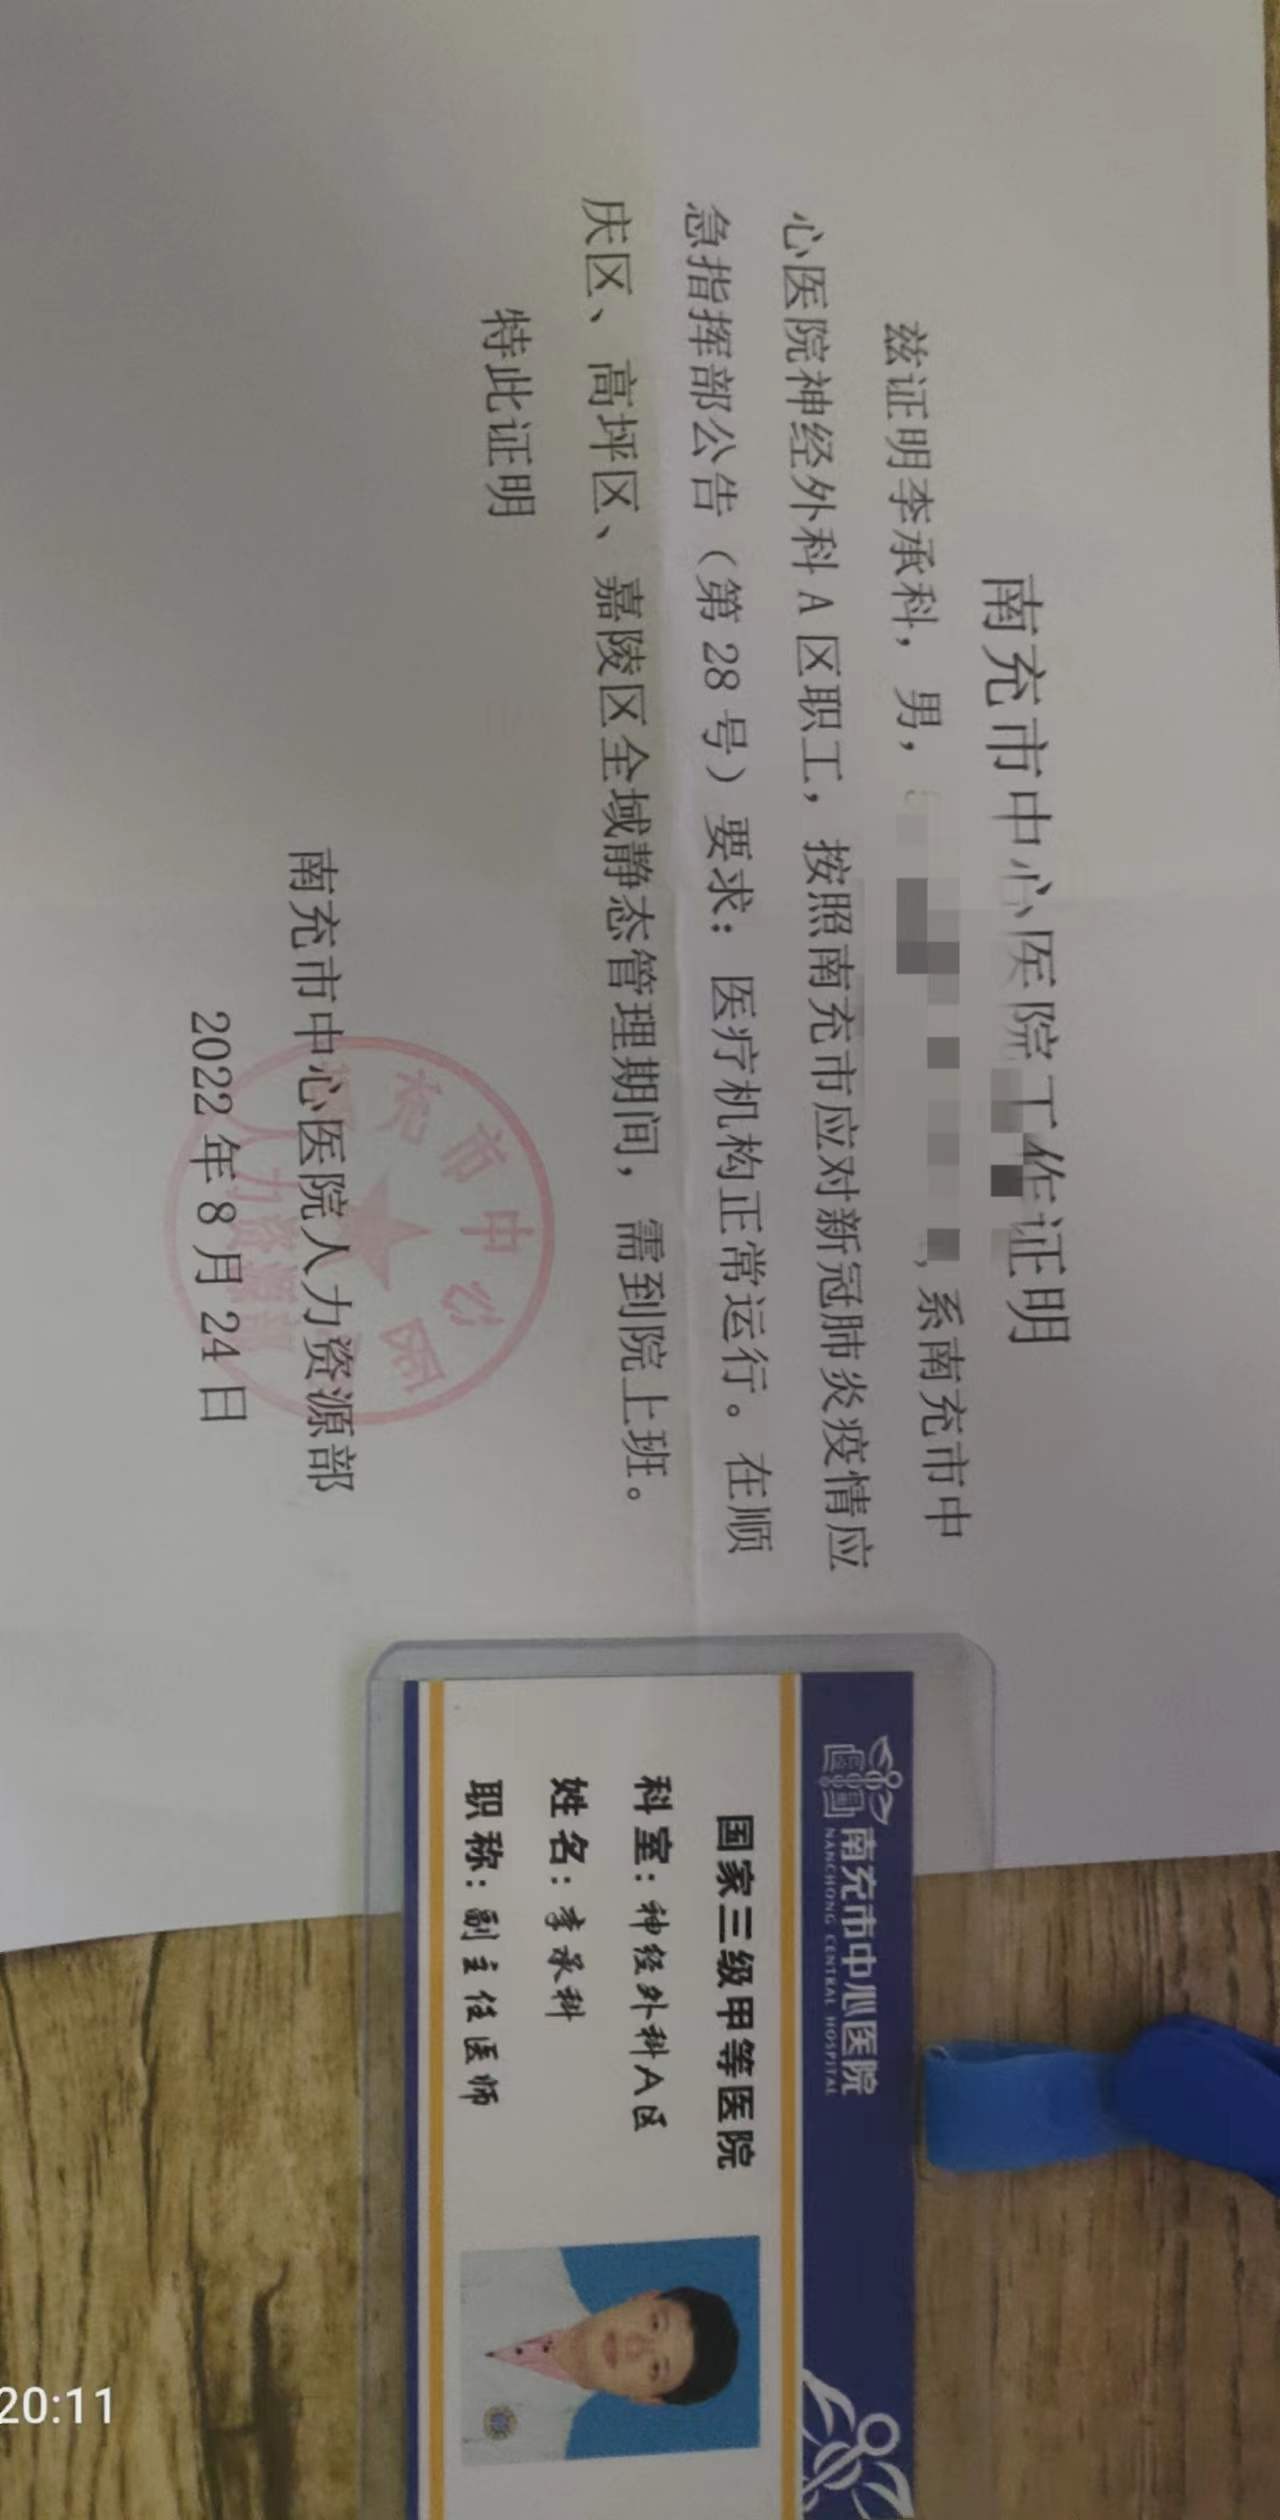 南充市中心医院工作证明
兹证明李承科，男，
，系南充市中
心医院神经外科A区职工，按照南充市应对新冠肺炎疫情应
急指挥部公告（第28号）要求：医疗机构正常运行。在顺
庆区、高坪区、嘉陵区全域静态管理期间，需到院上班。
特此证明
南充市中心医院人力资源部
2022年8月24日
南充市中心医院
NANCHONG CENTRAL HOSPITAL
国家三级甲等医院
科室：神经外科A区
姓名：李承科
职称：副主任医师
20:11